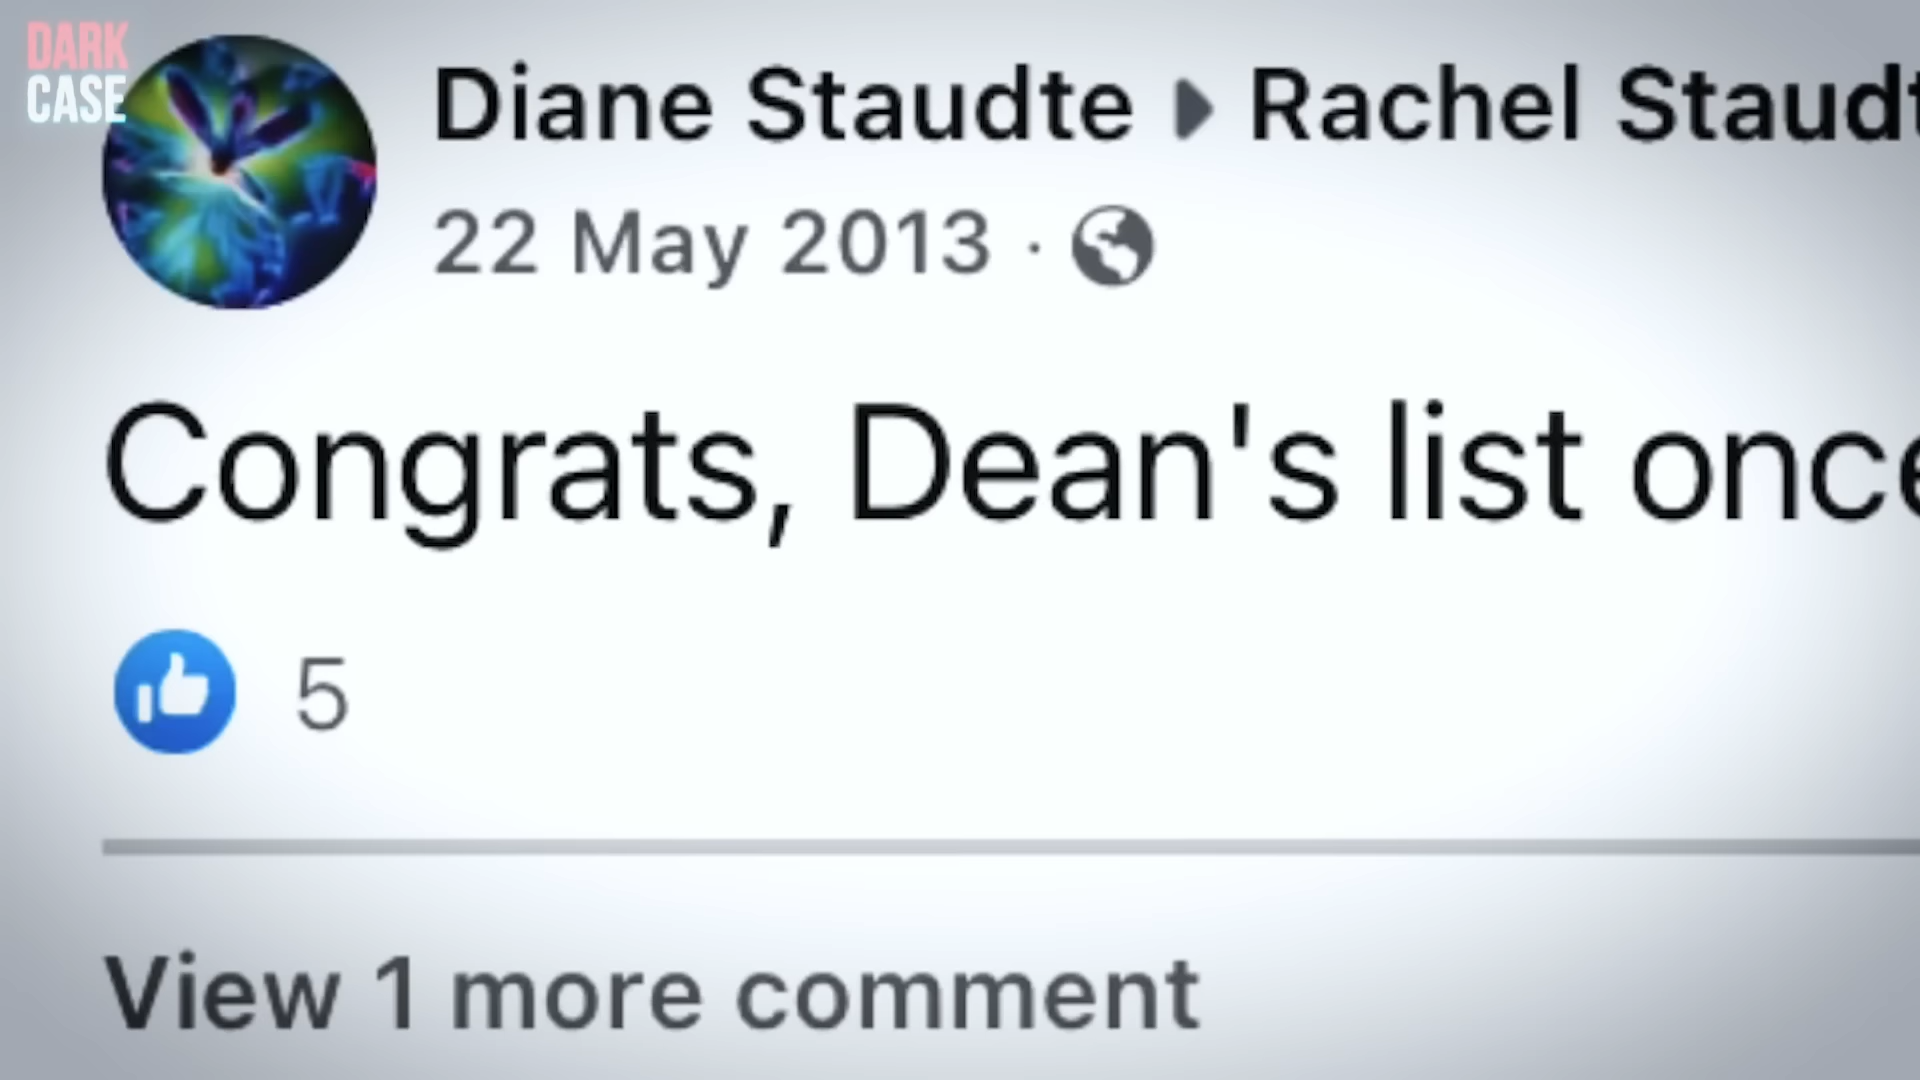 DARK
CASE
Diane Staudte ▸ Rachel Staudt
22 May 2013 ·
Congrats, Dean's list once
5
View 1 more comment